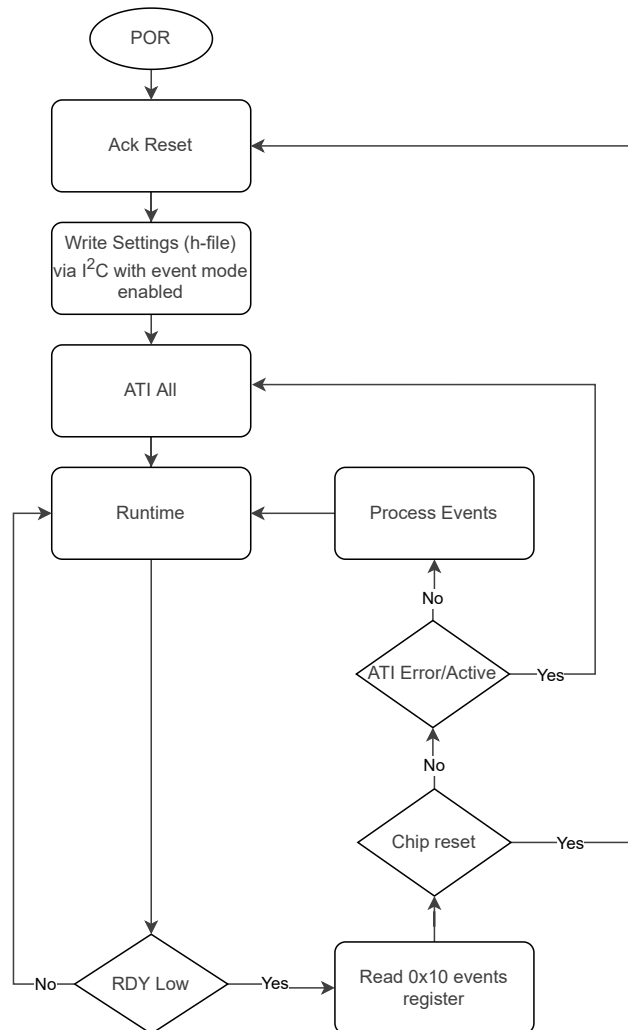 POR
Ack Reset
Write Settings (h-file)
via I²C with event mode
enabled
ATI All
Runtime
Process Events
No
ATI Error/Active
Yes
No
Chip reset
Yes
No
RDY Low
Yes
Read 0x10 events
register